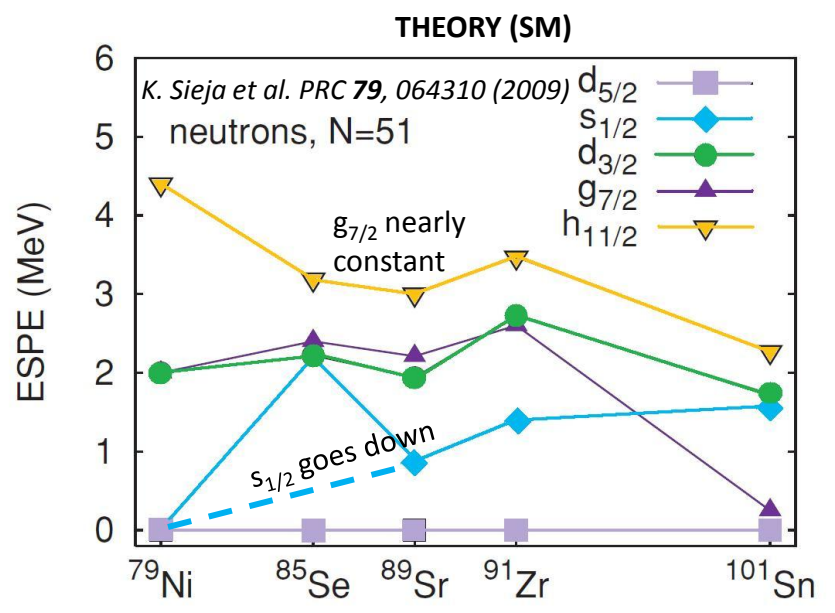 THEORY (SM)
6
K. Sieja et al. PRC 79, 064310 (2009)
d5/2
s1/2
5
neutrons, N=51
d3/2
g7/2
4
g7/2 nearly
h11/2
constant
3
2
1
s1/2 goes down
0
ESPE (MeV)
79Ni
85Se
89Sr
91Zr
101Sn